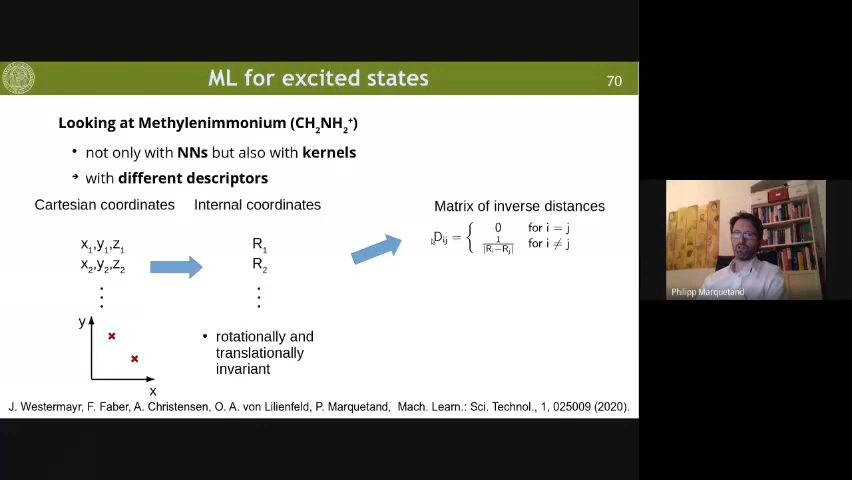 ML for excited states
70
Looking at Methylenimmonium (CH₂NH₂⁺)
• not only with NNs but also with kernels
➔ with different descriptors
Cartesian coordinates
Internal coordinates
Matrix of inverse distances
x₁,y₁,z₁
x₂,y₂,z₂
⋮
R₁
R₂
⋮
Dᵢⱼ = { 0 for i = j
1/|Rᵢ−Rⱼ| for i ≠ j
y
x
• rotationally and
translationally
invariant
Philipp Marquetand
J. Westermayr, F. Faber, A. Christensen, O. A. von Lilienfeld, P. Marquetand, Mach. Learn.: Sci. Technol., 1, 025009 (2020).